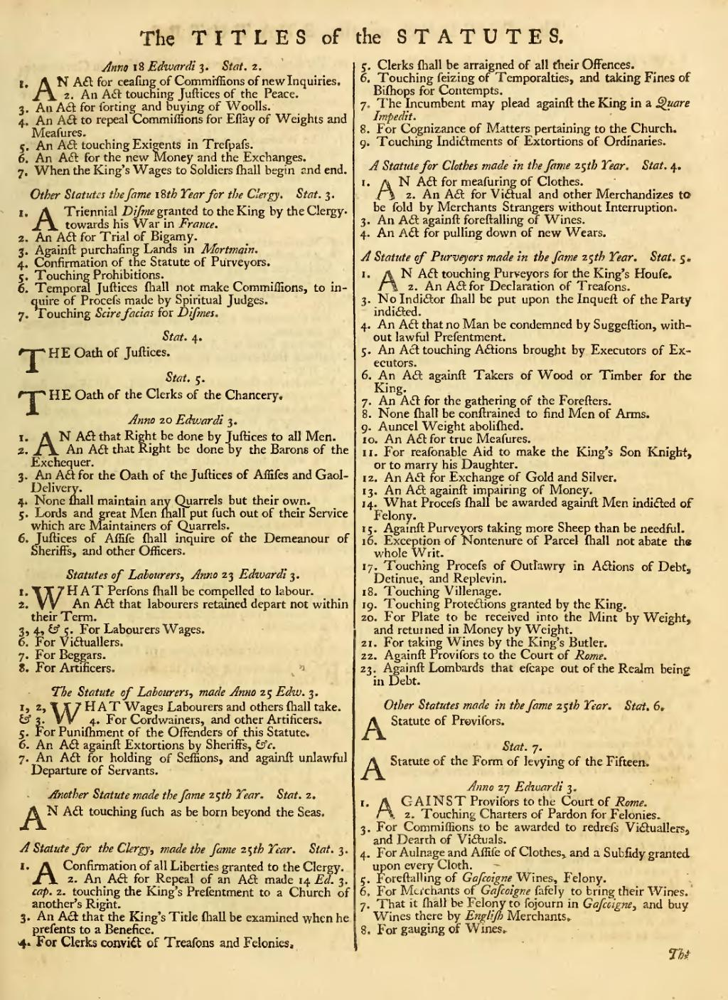 The TITLES of the STATUTES.
Anno 18 Edwardi 3. Stat. 2.
1. AN Act for ceaſing of Commiſſions of new Inquiries.
2. An Act touching Juſtices of the Peace.
3. An Act for ſorting and buying of Woolls.
4. An Act to repeal Commiſſions for Eſſay of Weights and
Meaſures.
5. An Act touching Exigents in Treſpaſs.
6. An Act for the new Money and the Exchanges.
7. When the King's Wages to Soldiers ſhall begin and end.
Other Statutes the ſame 18th Year for the Clergy. Stat. 3.
1. A Triennial Diſme granted to the King by the Clergy
towards his War in France.
2. An Act for Trial of Bigamy.
3. Againſt purchaſing Lands in Mortmain.
4. Confirmation of the Statute of Purveyors.
5. Touching Prohibitions.
6. Temporal Juſtices ſhall not make Commiſſions, to in-
quire of Proceſs made by Spiritual Judges.
7. Touching Scire facias for Diſmes.
Stat. 4.
THE Oath of Juſtices.
Stat. 5.
THE Oath of the Clerks of the Chancery.
Anno 20 Edwardi 3.
1. AN Act that Right be done by Juſtices to all Men.
2. An Act that Right be done by the Barons of the
Exchequer.
3. An Act for the Oath of the Juſtices of Aſſiſes and Gaol-
Delivery.
4. None ſhall maintain any Quarrels but their own.
5. Lords and great Men ſhall put ſuch out of their Service
which are Maintainers of Quarrels.
6. Juſtices of Aſſiſe ſhall inquire of the Demeanour of
Sheriffs, and other Officers.
Statutes of Labourers, Anno 23 Edwardi 3.
1. WHAT Perſons ſhall be compelled to labour.
2. An Act that labourers retained depart not within
their Term.
3, 4, & 5. For Labourers Wages.
6. For Victuallers.
7. For Beggars.
8. For Artificers.
The Statute of Labourers, made Anno 25 Edw. 3.
1, 2, WHAT Wages Labourers and others ſhall take.
& 3. 4. For Cordwainers, and other Artificers.
5. For Puniſhment of the Offenders of this Statute.
6. An Act againſt Extortions by Sheriffs, &c.
7. An Act for holding of Seſſions, and againſt unlawful
Departure of Servants.
Another Statute made the ſame 25th Year. Stat. 2.
AN Act touching ſuch as be born beyond the Seas.
A Statute for the Clergy, made the ſame 25th Year. Stat. 3.
1. A Confirmation of all Liberties granted to the Clergy.
2. An Act for Repeal of an Act made 14 Ed. 3.
cap. 2. touching the King's Preſentment to a Church of
another's Right.
3. An Act that the King's Title ſhall be examined when he
preſents to a Benefice.
4. For Clerks convict of Treaſons and Felonies.
5. Clerks ſhall be arraigned of all their Offences.
6. Touching ſeizing of Temporalties, and taking Fines of
Biſhops for Contempts.
7. The Incumbent may plead againſt the King in a Quare
Impedit.
8. For Cognizance of Matters pertaining to the Church.
9. Touching Indictments of Extortions of Ordinaries.
A Statute for Clothes made in the ſame 25th Year. Stat. 4.
1. AN Act for meaſuring of Clothes.
2. An Act for Victual and other Merchandizes to
be ſold by Merchants Strangers without Interruption.
3. An Act againſt foreſtalling of Wines.
4. An Act for pulling down of new Wears.
A Statute of Purveyors made in the ſame 25th Year. Stat. 5.
1. AN Act touching Purveyors for the King's Houſe.
2. An Act for Declaration of Treaſons.
3. No Indictor ſhall be put upon the Inqueſt of the Party
indicted.
4. An Act that no Man be condemned by Suggeſtion, with-
out lawful Preſentment.
5. An Act touching Actions brought by Executors of Ex-
ecutors.
6. An Act againſt Takers of Wood or Timber for the
King.
7. An Act for the gathering of the Foreſters.
8. None ſhall be conſtrained to find Men of Arms.
9. Auncel Weight aboliſhed.
10. An Act for true Meaſures.
11. For reaſonable Aid to make the King's Son Knight,
or to marry his Daughter.
12. An Act for Exchange of Gold and Silver.
13. An Act againſt impairing of Money.
14. What Proceſs ſhall be awarded againſt Men indicted of
Felony.
15. Againſt Purveyors taking more Sheep than be needful.
16. Exception of Nontenure of Parcel ſhall not abate the
whole Writ.
17. Touching Proceſs of Outlawry in Actions of Debt,
Detinue, and Replevin.
18. Touching Villenage.
19. Touching Protections granted by the King.
20. For Plate to be received into the Mint by Weight,
and returned in Money by Weight.
21. For taking Wines by the King's Butler.
22. Againſt Proviſors to the Court of Rome.
23. Againſt Lombards that eſcape out of the Realm being
in Debt.
Other Statutes made in the ſame 25th Year. Stat. 6.
A Statute of Proviſors.
Stat. 7.
A Statute of the Form of levying of the Fifteen.
Anno 27 Edwardi 3.
1. AGAINST Proviſors to the Court of Rome.
2. Touching Charters of Pardon for Felonies.
3. For Commiſſions to be awarded to redreſs Victuallers,
and Dearth of Victuals.
4. For Aulnage and Aſſiſe of Clothes, and a Subſidy granted
upon every Cloth.
5. Foreſtalling of Gaſcoigne Wines, Felony.
6. For Merchants of Gaſcoigne ſafely to bring their Wines.
7. That it ſhall be Felony to ſojourn in Gaſcoigne, and buy
Wines there by Engliſh Merchants.
8. For gauging of Wines.
The